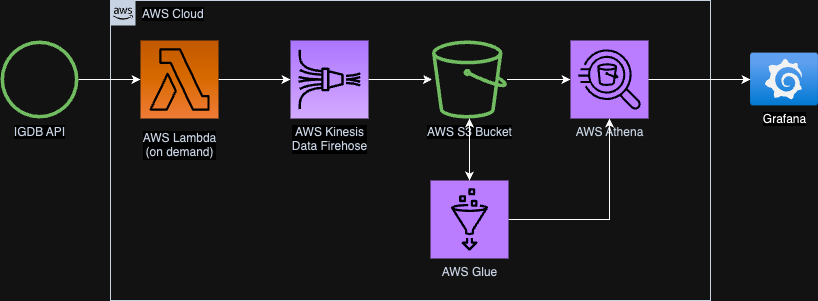 aws
AWS Cloud
IGDB API
AWS Lambda
(on demand)
AWS Kinesis
Data Firehose
AWS S3 Bucket
AWS Athena
Grafana
AWS Glue